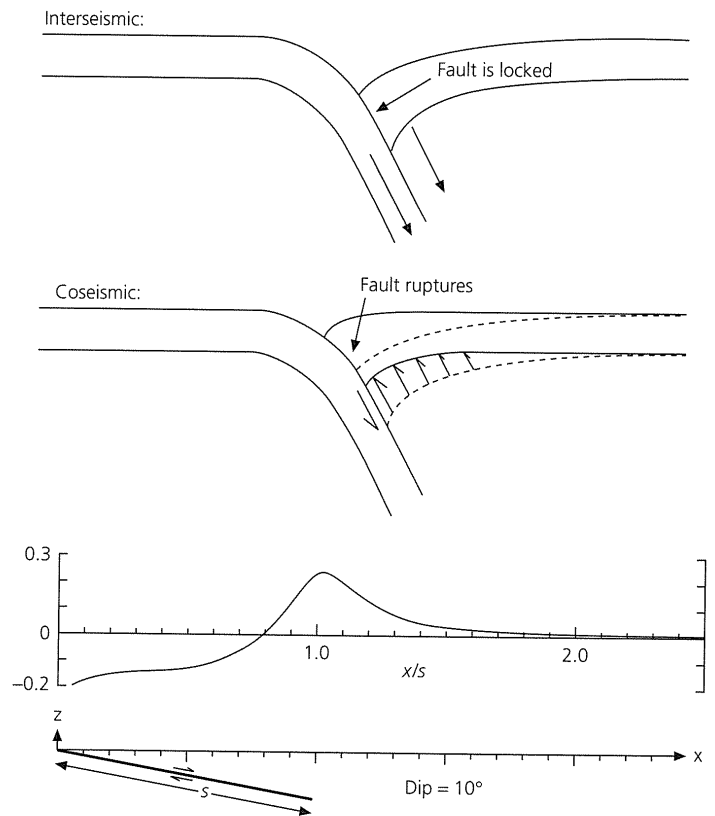 Interseismic:
Fault is locked
Coseismic:
Fault ruptures
0.3
0
−0.2
1.0
2.0
x/s
z
x
s
Dip = 10°